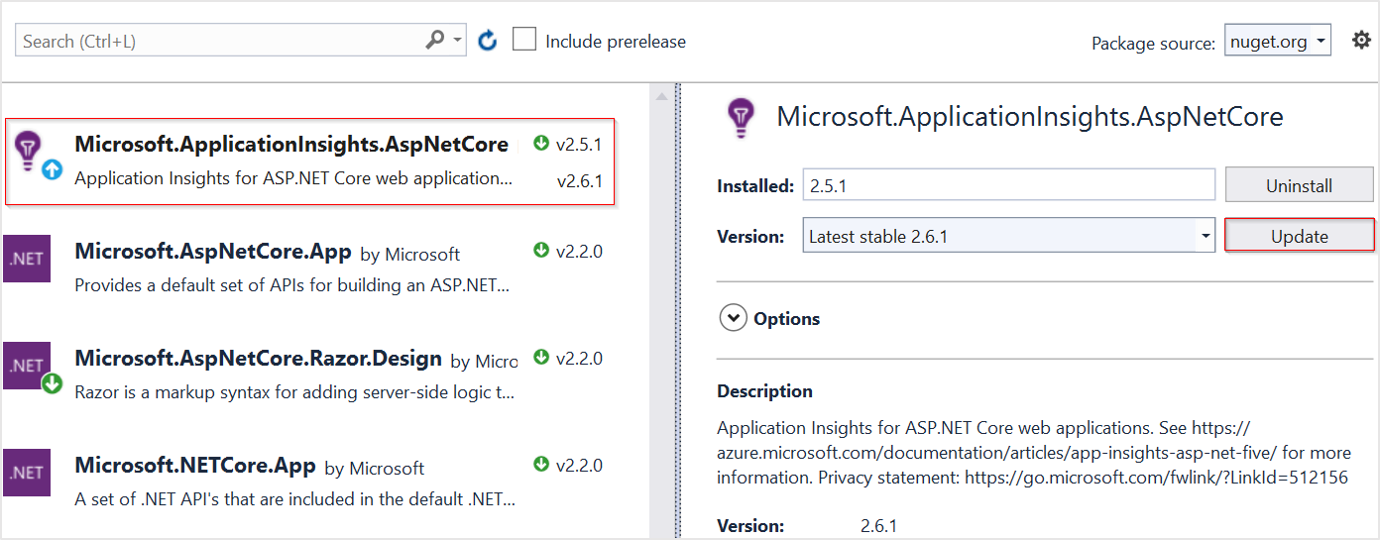 Search (Ctrl+L)
Include prerelease
Package source: nuget.org
Microsoft.ApplicationInsights.AspNetCore v2.5.1
Application Insights for ASP.NET Core web application... v2.6.1
.NET
Microsoft.AspNetCore.App by Microsoft v2.2.0
Provides a default set of APIs for building an ASP.NET...
.NET
Microsoft.AspNetCore.Razor.Design by Micro v2.2.0
Razor is a markup syntax for adding server-side logic t...
.NET
Microsoft.NETCore.App by Microsoft v2.2.0
A set of .NET API's that are included in the default .NET...
Microsoft.ApplicationInsights.AspNetCore
Installed: 2.5.1 Uninstall
Version: Latest stable 2.6.1 Update
Options
Description
Application Insights for ASP.NET Core web applications. See https://
azure.microsoft.com/documentation/articles/app-insights-asp-net-five/ for more
information. Privacy statement: https://go.microsoft.com/fwlink/?LinkId=512156
Version: 2.6.1